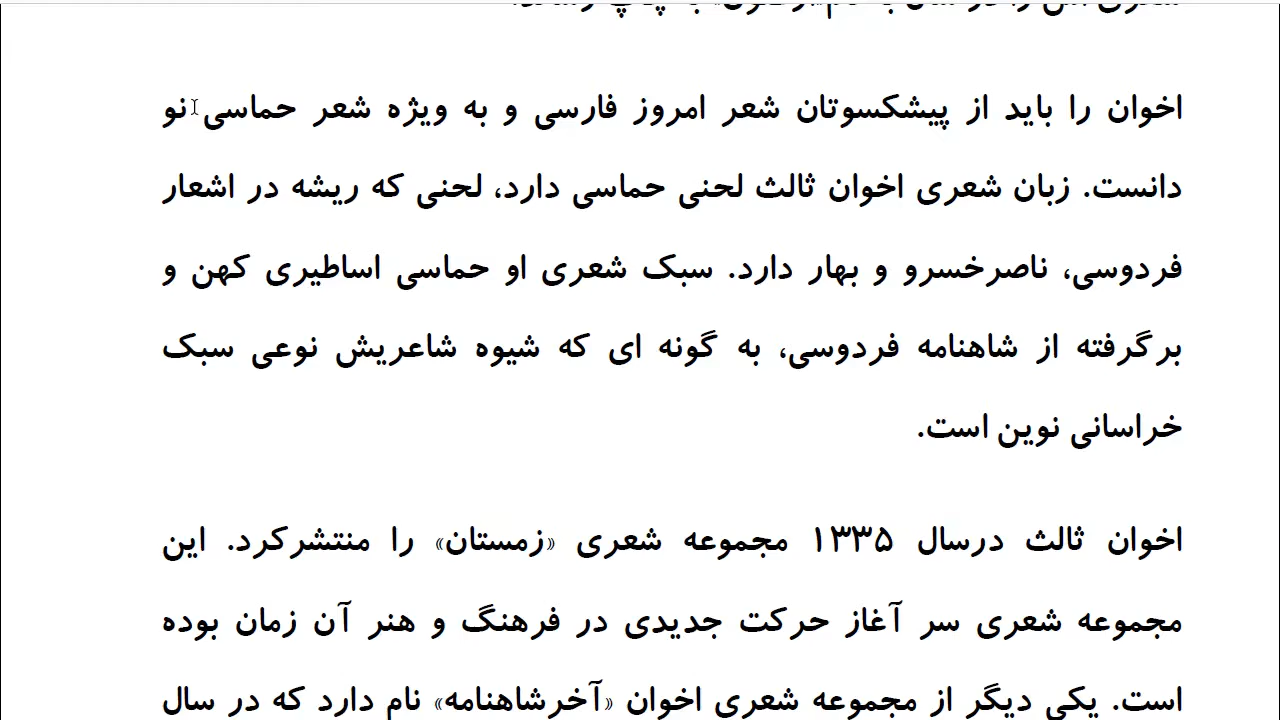 اخوان را باید از پیشکسوتان شعر امروز فارسی و به ویژه شعر حماسی نو
دانست. زبان شعری اخوان ثالث لحنی حماسی دارد، لحنی که ریشه در اشعار
فردوسی، ناصرخسرو و بهار دارد. سبک شعری او حماسی اساطیری کهن و
برگرفته از شاهنامه فردوسی، به گونه ای که شیوه شاعریش نوعی سبک
خراسانی نوین است.
اخوان ثالث درسال ۱۳۳۵ مجموعه شعری «زمستان» را منتشرکرد. این
مجموعه شعری سر آغاز حرکت جدیدی در فرهنگ و هنر آن زمان بوده
است. یکی دیگر از مجموعه شعری اخوان «آخرشاهنامه» نام دارد که در سال